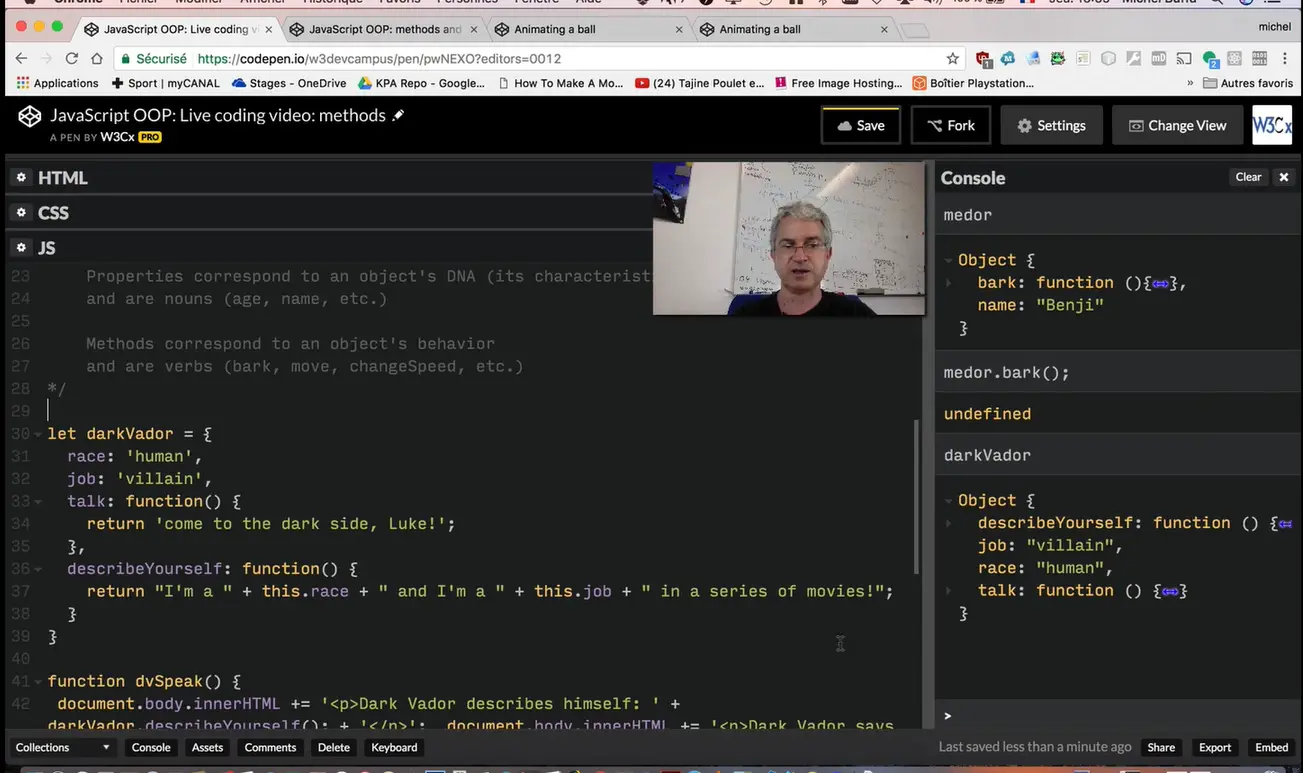 JavaScript OOP: Live coding v
JavaScript OOP: methods and
Animating a ball
Animating a ball
michel
Sécurisé
https://codepen.io/w3devcampus/pen/pwNEXO?editors=0012
Applications
Sport | myCANAL
Stages - OneDrive
KPA Repo - Google...
How To Make A Mo...
(24) Tajine Poulet e...
Free Image Hosting...
Boîtier Playstation...
»
Autres favoris
JavaScript OOP: Live coding video: methods
A PEN BY W3Cx PRO
Save
Fork
Settings
Change View
W3Cx
HTML
CSS
JS
23 Properties correspond to an object's DNA (its characterist
24 and are nouns (age, name, etc.)
25
26 Methods correspond to an object's behavior
27 and are verbs (bark, move, changeSpeed, etc.)
28 */
29
30 let darkVador = {
31 race: 'human',
32 job: 'villain',
33 talk: function() {
34 return 'come to the dark side, Luke!';
35 },
36 describeYourself: function() {
37 return "I'm a " + this.race + " and I'm a " + this.job + " in a series of movies!";
38 }
39 }
40
41 function dvSpeak() {
42 document.body.innerHTML += '<p>Dark Vador describes himself: ' +
darkVador.describeYourself(); + '</p>'; document.body.innerHTML += '<p>Dark Vador says
Console
Clear
medor
Object {
bark: function (){
},
name: "Benji"
}
medor.bark();
undefined
darkVador
Object {
describeYourself: function () {
job: "villain",
race: "human",
talk: function () {
}
}
>
Collections
Console
Assets
Comments
Delete
Keyboard
Last saved less than a minute ago
Share
Export
Embed